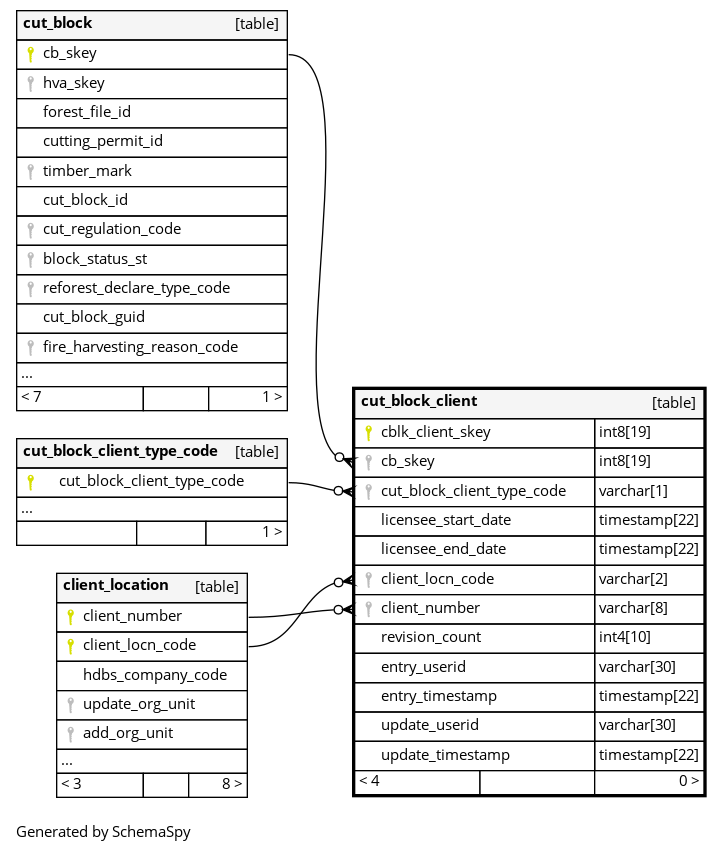 cut_block [table]
cb_skey
hva_skey
forest_file_id
cutting_permit_id
timber_mark
cut_block_id
cut_regulation_code
block_status_st
reforest_declare_type_code
cut_block_guid
fire_harvesting_reason_code
...
< 7 1 >
cut_block_client_type_code [table]
cut_block_client_type_code
...
1 >
client_location [table]
client_number
client_locn_code
hdbs_company_code
update_org_unit
add_org_unit
...
< 3 8 >
cut_block_client [table]
cblk_client_skey int8[19]
cb_skey int8[19]
cut_block_client_type_code varchar[1]
licensee_start_date timestamp[22]
licensee_end_date timestamp[22]
client_locn_code varchar[2]
client_number varchar[8]
revision_count int4[10]
entry_userid varchar[30]
entry_timestamp timestamp[22]
update_userid varchar[30]
update_timestamp timestamp[22]
< 4 0 >
Generated by SchemaSpy